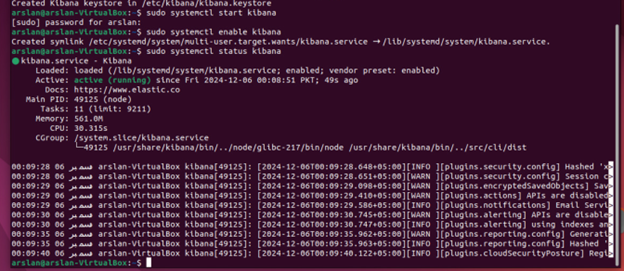 Created Kibana keystore in /etc/kibana/kibana.keystore
arslan@arslan-VirtualBox:~$ sudo systemctl start kibana
[sudo] password for arslan:
arslan@arslan-VirtualBox:~$ sudo systemctl enable kibana
Created symlink /etc/systemd/system/multi-user.target.wants/kibana.service → /lib/systemd/system/kibana.service.
arslan@arslan-VirtualBox:~$ sudo systemctl status kibana
● kibana.service - Kibana
Loaded: loaded (/lib/systemd/system/kibana.service; enabled; vendor preset: enabled)
Active: active (running) since Fri 2024-12-06 00:08:51 PKT; 49s ago
Docs: https://www.elastic.co
Main PID: 49125 (node)
Tasks: 11 (limit: 9211)
Memory: 561.0M
CPU: 30.315s
CGroup: /system.slice/kibana.service
└─49125 /usr/share/kibana/bin/../node/glibc-217/bin/node /usr/share/kibana/bin/../src/cli/dist
00:09:28 06 دسمبر arslan-VirtualBox kibana[49125]: [2024-12-06T00:09:28.648+05:00][INFO ][plugins.security.config] Hashed 'x>
00:09:28 06 دسمبر arslan-VirtualBox kibana[49125]: [2024-12-06T00:09:28.651+05:00][WARN ][plugins.security.config] Session c>
00:09:29 06 دسمبر arslan-VirtualBox kibana[49125]: [2024-12-06T00:09:29.098+05:00][WARN ][plugins.encryptedSavedObjects] Sav>
00:09:29 06 دسمبر arslan-VirtualBox kibana[49125]: [2024-12-06T00:09:29.410+05:00][WARN ][plugins.actions] APIs are disabled>
00:09:29 06 دسمبر arslan-VirtualBox kibana[49125]: [2024-12-06T00:09:29.586+05:00][INFO ][plugins.notifications] Email Servi>
00:09:30 06 دسمبر arslan-VirtualBox kibana[49125]: [2024-12-06T00:09:30.745+05:00][WARN ][plugins.alerting] APIs are disable>
00:09:30 06 دسمبر arslan-VirtualBox kibana[49125]: [2024-12-06T00:09:30.747+05:00][INFO ][plugins.alerting] using indexes an>
00:09:35 06 دسمبر arslan-VirtualBox kibana[49125]: [2024-12-06T00:09:35.962+05:00][WARN ][plugins.reporting.config] Generati>
00:09:35 06 دسمبر arslan-VirtualBox kibana[49125]: [2024-12-06T00:09:35.963+05:00][INFO ][plugins.reporting.config] Hashed '>
00:09:40 06 دسمبر arslan-VirtualBox kibana[49125]: [2024-12-06T00:09:40.122+05:00][INFO ][plugins.cloudSecurityPosture] Regi>
arslan@arslan-VirtualBox:~$